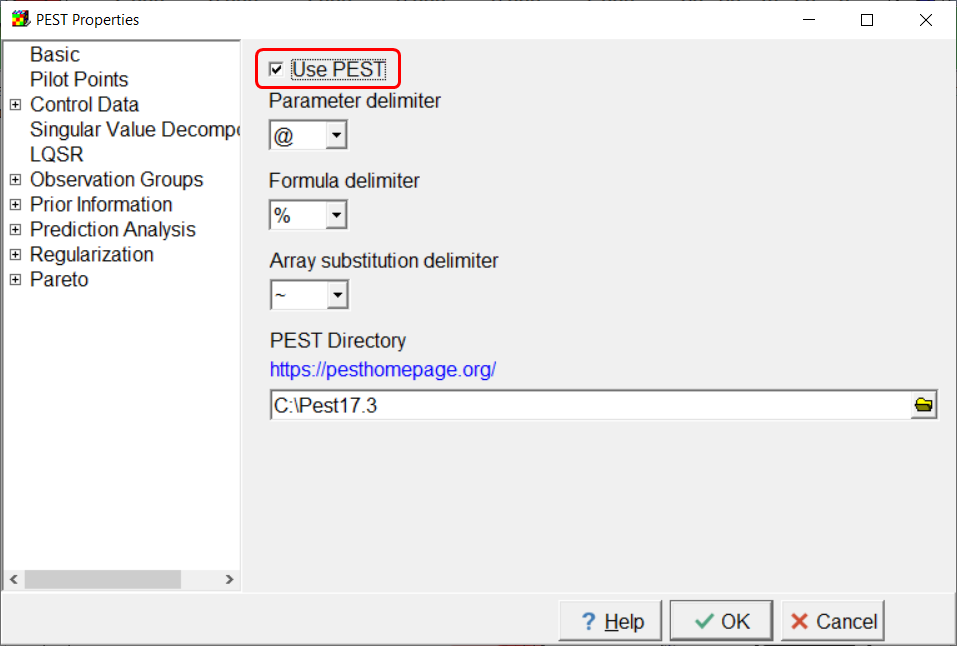 PEST Properties
Basic
Pilot Points
Control Data
Singular Value Decompo
LQSR
Observation Groups
Prior Information
Prediction Analysis
Regularization
Pareto
Use PEST
Parameter delimiter
@
Formula delimiter
%
Array substitution delimiter
~
PEST Directory
https://pesthomepage.org/
C:\Pest17.3
? Help
OK
Cancel